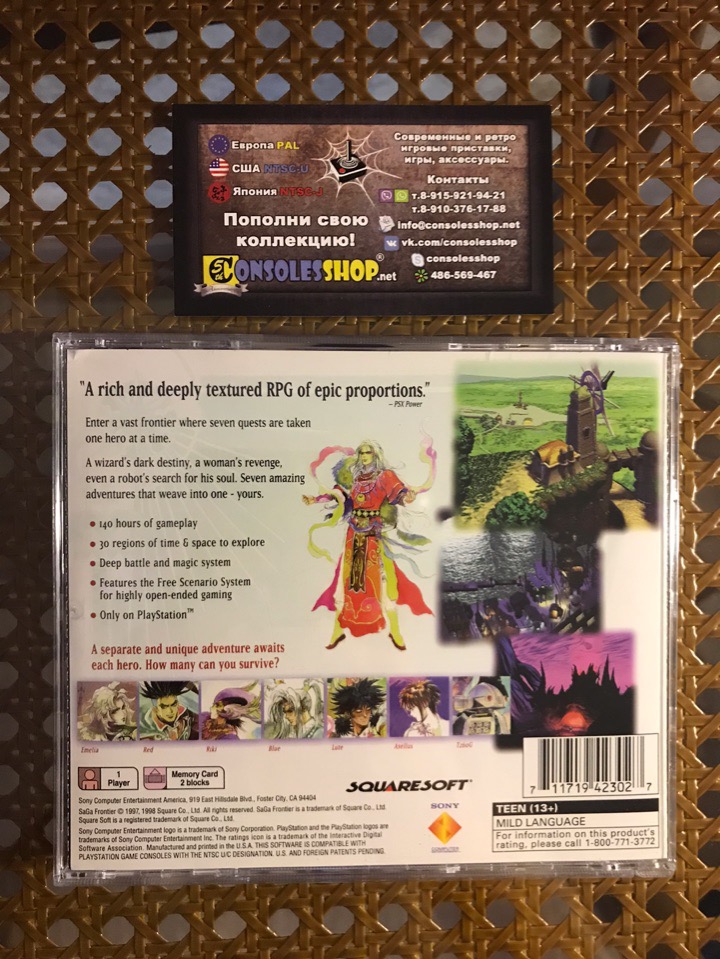 Европа PAL
США NTSC-U
Япония NTSC-J
Пополни свою
коллекцию!
CONSOLESSHOP.net®
Современные и ретро
игровые приставки,
игры, аксессуары.
Контакты
т.8-915-921-94-21
т.8-910-376-17-88
info@consolesshop.net
vk.com/consolesshop
consolesshop
486-569-467
"A rich and deeply textured RPG of epic proportions."
– PSX Power
Enter a vast frontier where seven quests are taken
one hero at a time.
A wizard's dark destiny, a woman's revenge,
even a robot's search for his soul. Seven amazing
adventures that weave into one - yours.
• 140 hours of gameplay
• 30 regions of time & space to explore
• Deep battle and magic system
• Features the Free Scenario System
for highly open-ended gaming
• Only on PlayStation™
A separate and unique adventure awaits
each hero. How many can you survive?
Emelia Red Riki Blue Lute Asellus T260G
1
Player
Memory Card
2 blocks
SQUARESOFT®
Sony Computer Entertainment America, 919 East Hillsdale Blvd., Foster City, CA 94404
SaGa Frontier © 1997, 1998 Square Co., Ltd. All rights reserved. SaGa Frontier is a trademark of Square Co., Ltd.
Square Soft is a registered trademark of Square Co., Ltd.
Sony Computer Entertainment logo is a trademark of Sony Corporation. PlayStation and the PlayStation logos are
trademarks of Sony Computer Entertainment Inc. The ratings icon is a trademark of the Interactive Digital
Software Association. Manufactured and printed in the U.S.A. THIS SOFTWARE IS COMPATIBLE WITH
PLAYSTATION GAME CONSOLES WITH THE NTSC U/C DESIGNATION. U.S. AND FOREIGN PATENTS PENDING.
SONY
COMPUTER
7 11719 42302 7
TEEN (13+)
MILD LANGUAGE
For information on this product's
rating, please call 1-800-771-3772